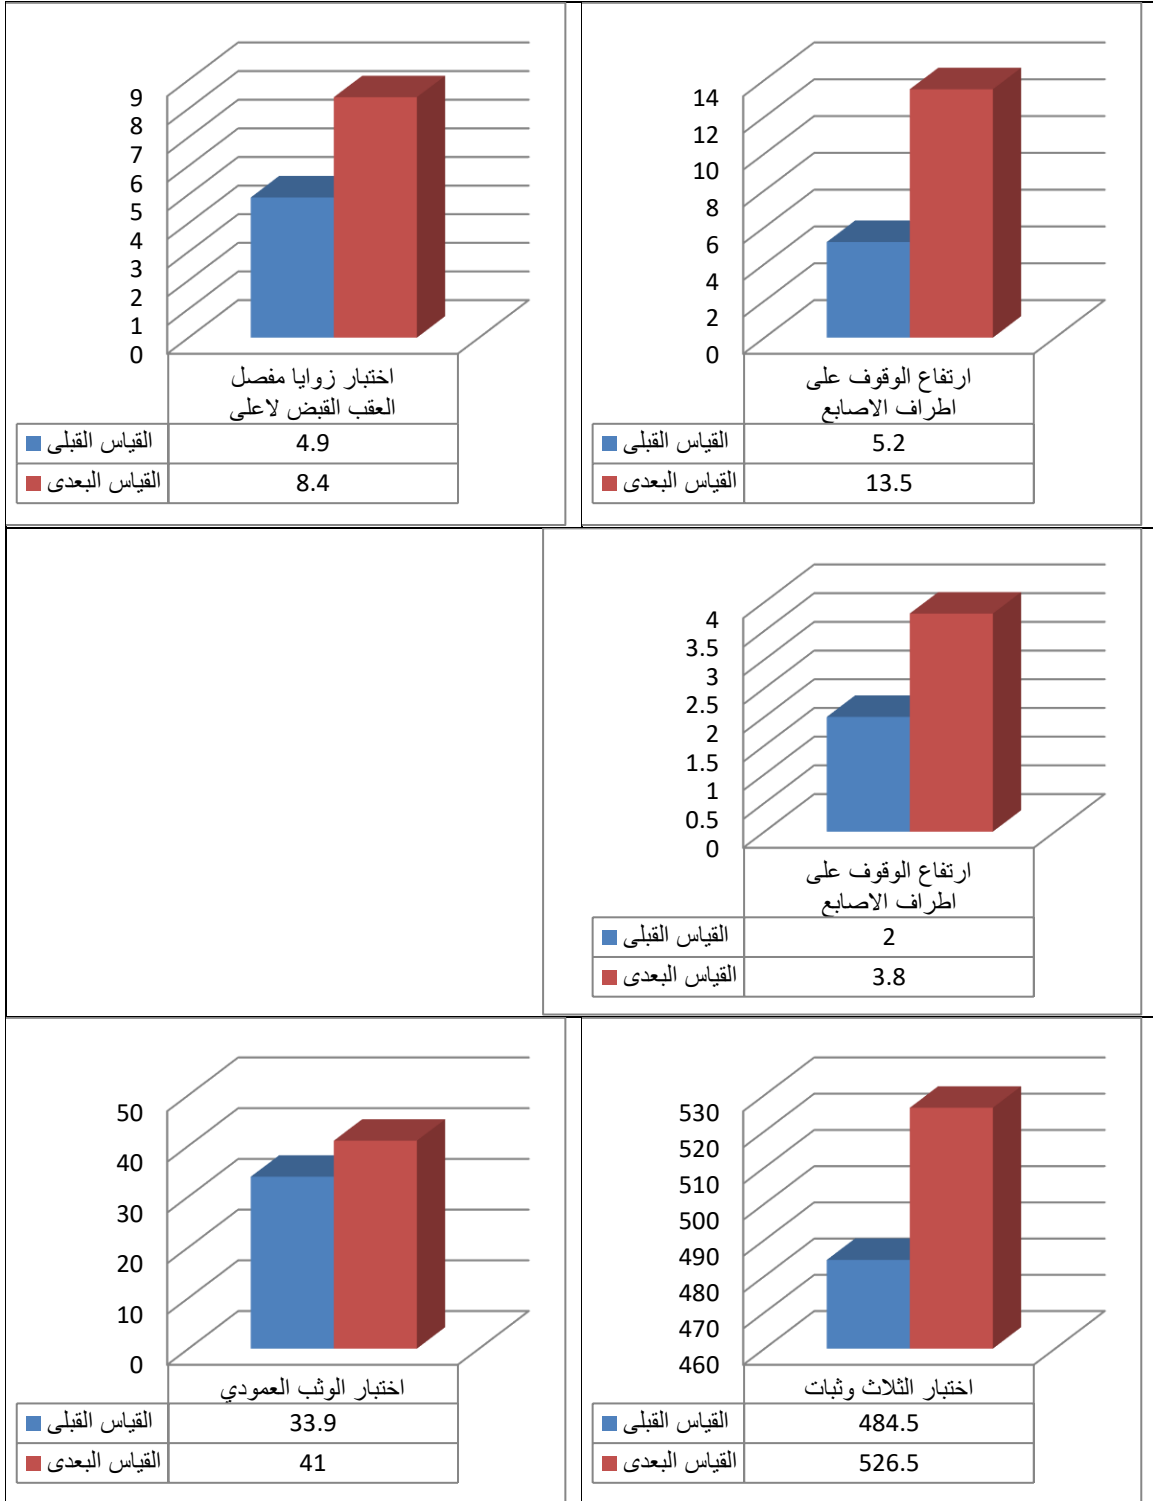 14
12
10
8
6
4
2
0
ارتفاع الوقوف على
اطراف الاصابع
القياس القبلى 5.2
القياس البعدى 13.5
9
8
7
6
5
4
3
2
1
0
اختبار زوايا مفصل
العقب القبض لاعلى
القياس القبلى 4.9
القياس البعدى 8.4
4
3.5
3
2.5
2
1.5
1
0.5
0
ارتفاع الوقوف على
اطراف الاصابع
القياس القبلى 2
القياس البعدى 3.8
530
520
510
500
490
480
470
460
اختبار الثلاث وثبات
القياس القبلى 484.5
القياس البعدى 526.5
50
40
30
20
10
0
اختبار الوثب العمودي
القياس القبلى 33.9
القياس البعدى 41